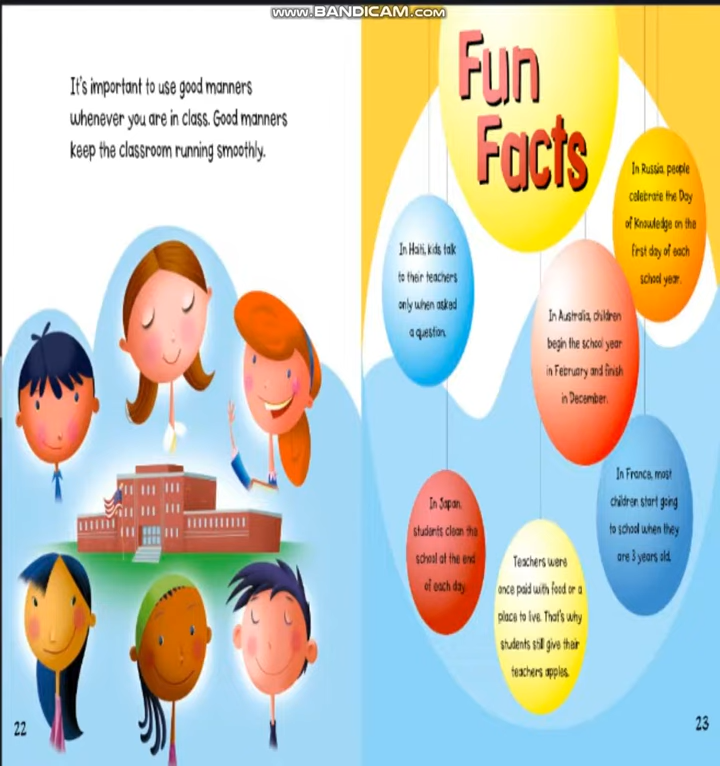 www.BANDICAM.com
It's important to use good manners
whenever you are in class. Good manners
keep the classroom running smoothly.
22
Fun
Facts
In Haiti, kids talk
to their teachers
only when asked
a question.
In Russia, people
celebrate the Day
of Knowledge on the
first day of each
school year.
In Australia, children
begin the school year
in February and finish
in December.
In Japan,
students clean the
school at the end
of each day.
Teachers were
once paid with food or a
place to live. That's why
students still give their
teachers apples.
In France, most
children start going
to school when they
are 3 years old.
23